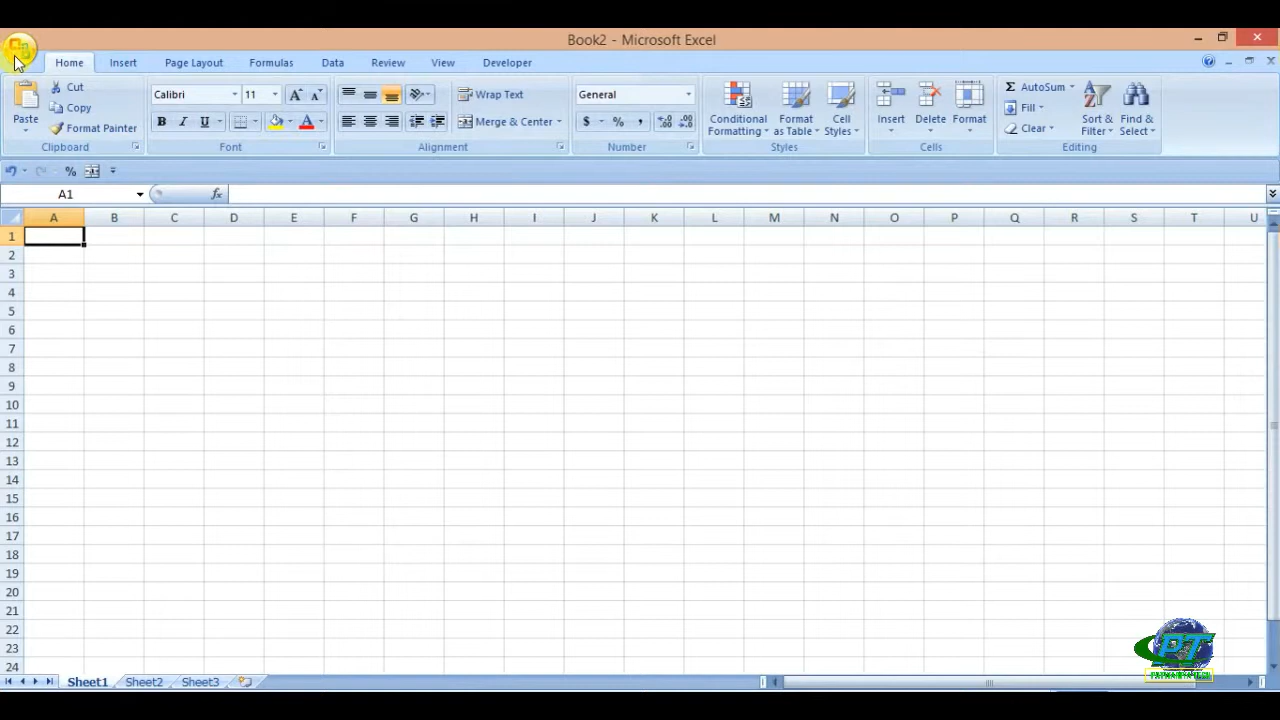 Book2 - Microsoft Excel
Home Insert Page Layout Formulas Data Review View Developer
Paste Cut Copy Format Painter Clipboard
Calibri 11 B I U Font
Wrap Text Merge & Center Alignment
General $ % , Number
Conditional Formatting Format as Table Cell Styles Styles
Insert Delete Format Cells
Σ AutoSum Fill Clear Sort & Filter Find & Select Editing
%
A1 fx
A B C D E F G H I J K L M N O P Q R S T U
1
2
3
4
5
6
7
8
9
10
11
12
13
14
15
16
17
18
19
20
21
22
23
24
PT
Sheet1 Sheet2 Sheet3